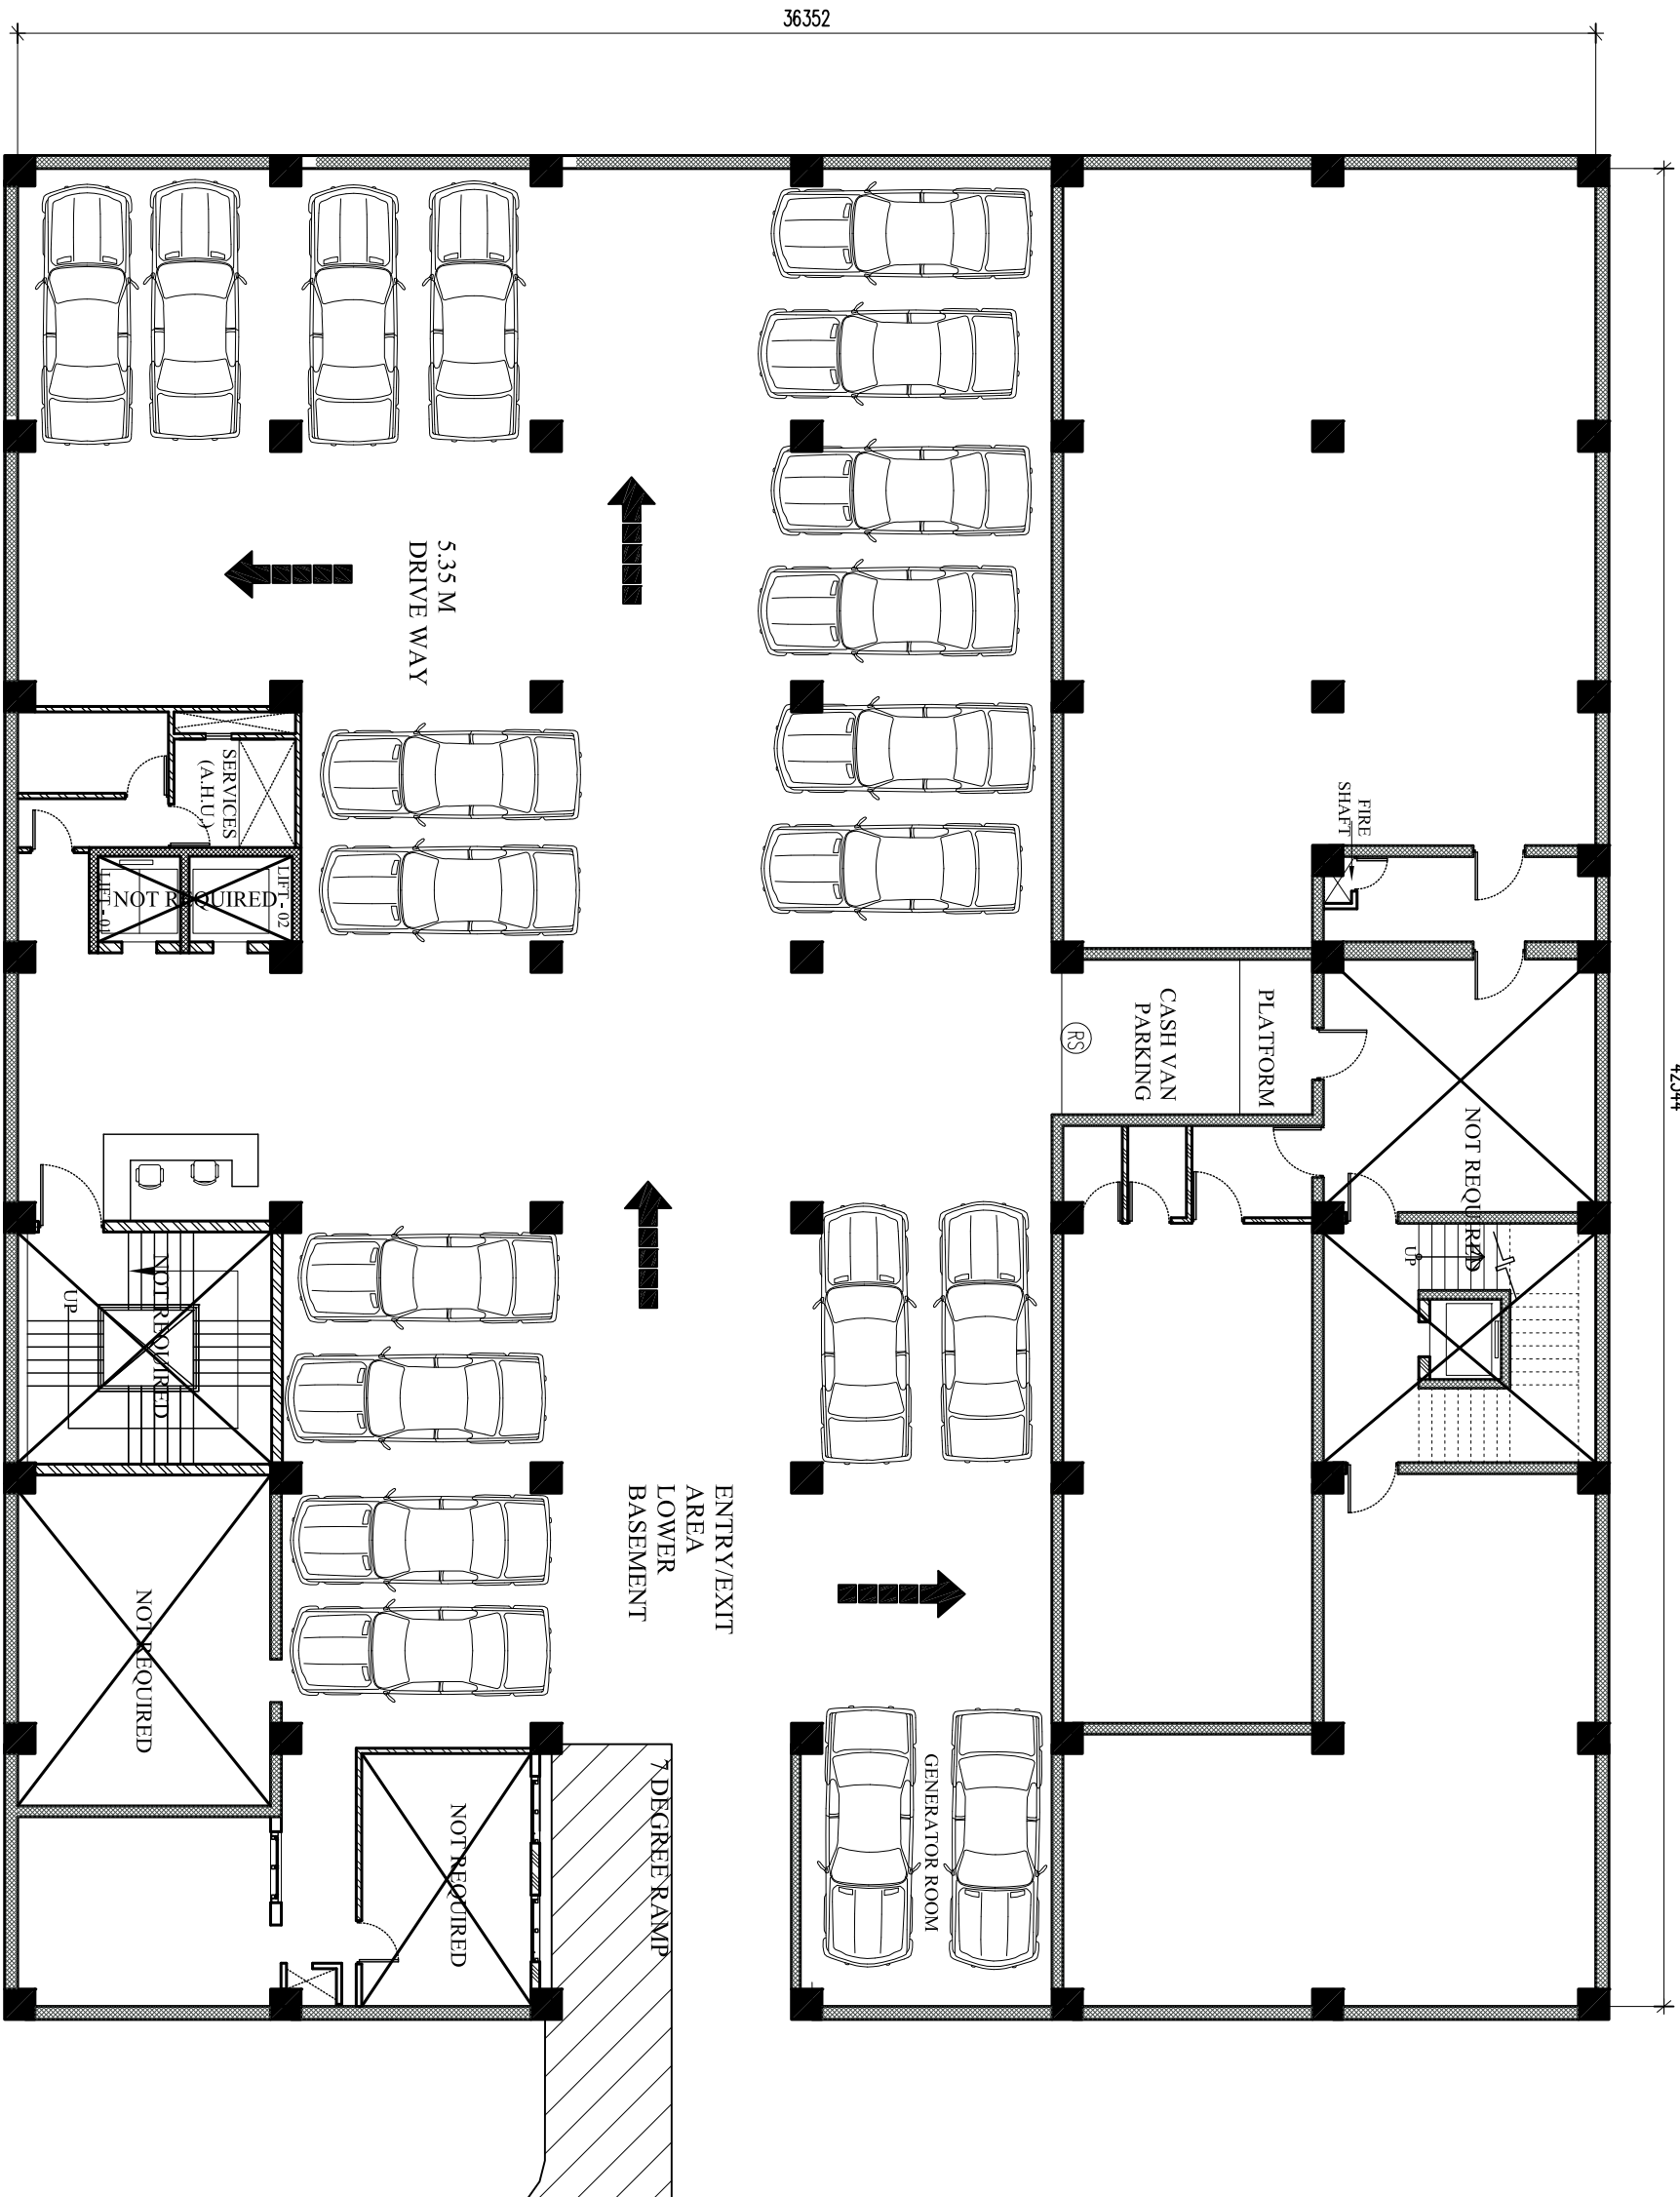 36352
42344
5.35 M
DRIVE WAY
SERVICES
(A.H.U.)
FIRE
SHAFT
LIFT - 01
LIFT - 02
NOT REQUIRED
CASH VAN
PARKING
PLATFORM
RS
NOT REQUIRED
UP
NOT REQUIRED
UP
ENTRY/EXIT
AREA
LOWER
BASEMENT
NOT REQUIRED
7 DEGREE RAMP
GENERATOR ROOM
NOT REQUIRED